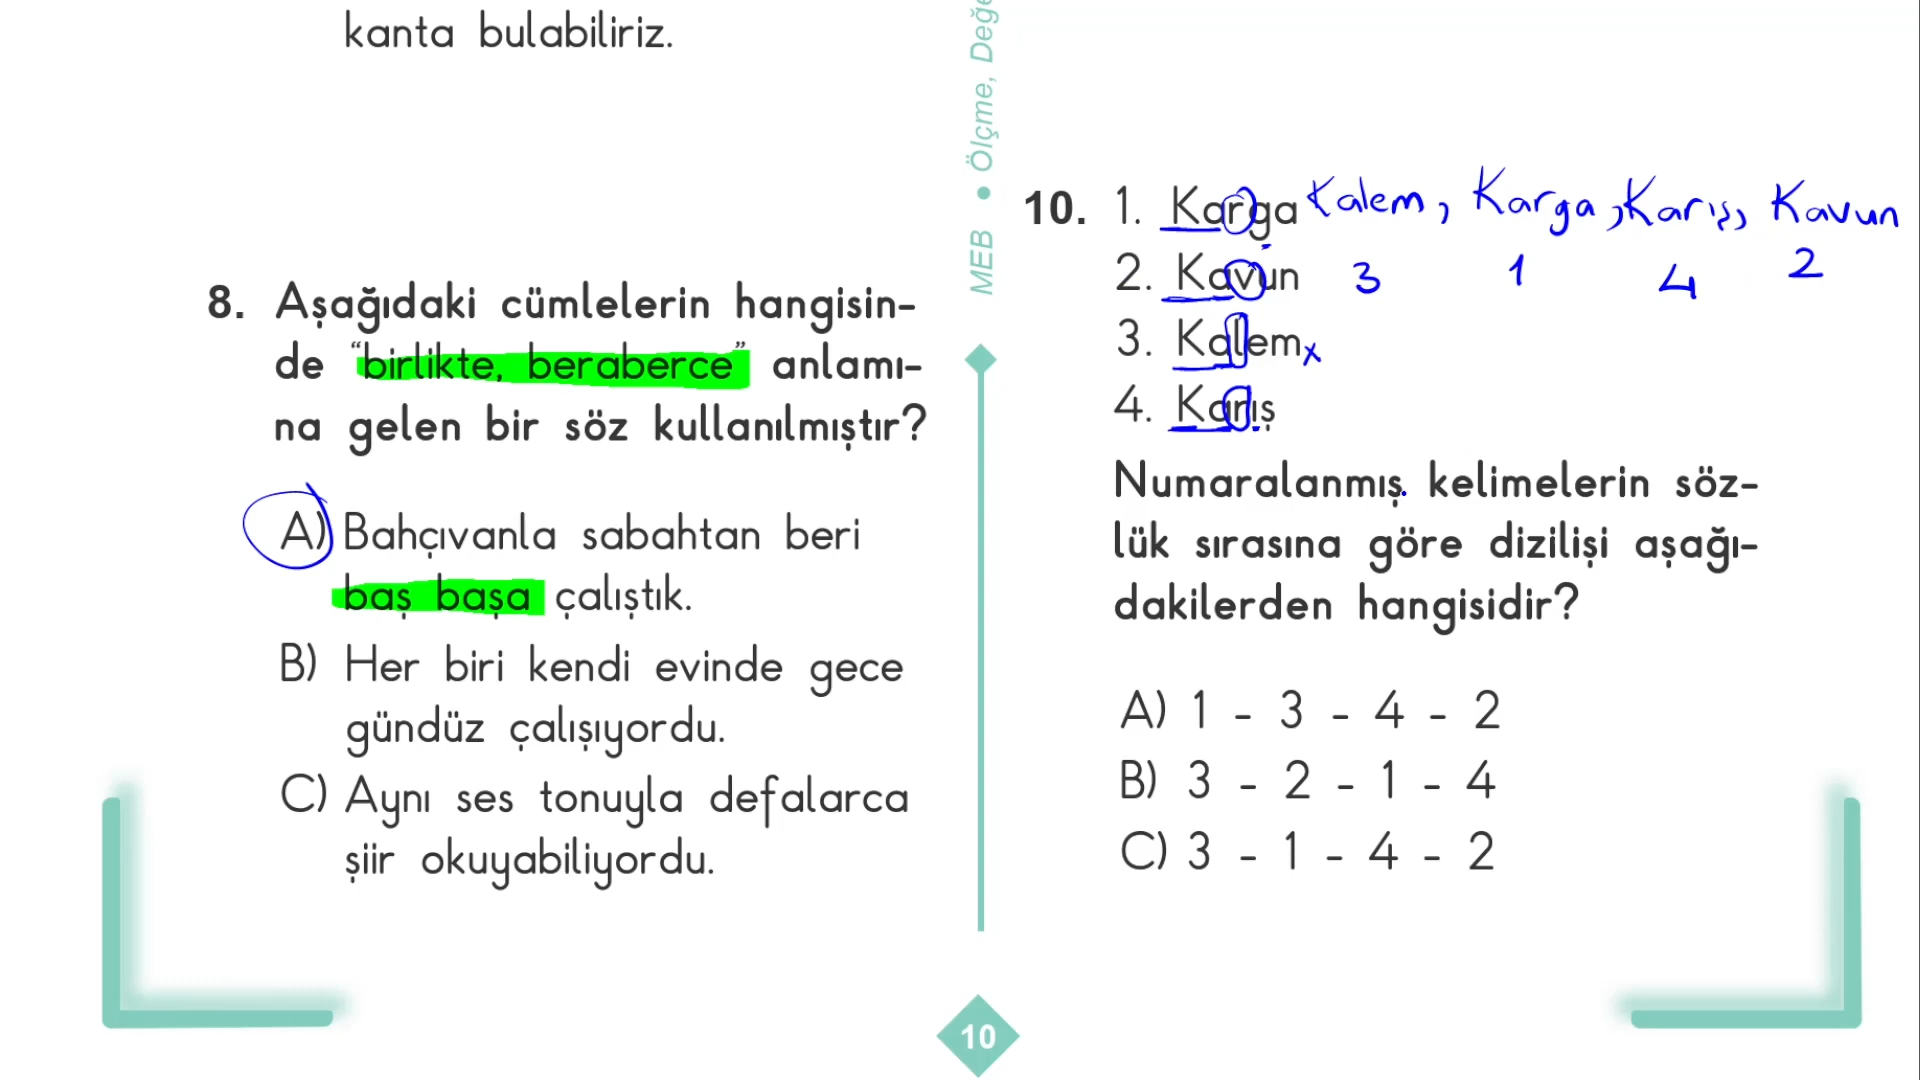 kanta bulabiliriz.
8. Aşağıdaki cümlelerin hangisin-
de “birlikte, beraberce” anlamı-
na gelen bir söz kullanılmıştır?
A) Bahçıvanla sabahtan beri
baş başa çalıştık.
B) Her biri kendi evinde gece
gündüz çalışıyordu.
C) Aynı ses tonuyla defalarca
şiir okuyabiliyordu.
MEB • Ölçme, Değe
10. 1. Karga Kalem, Karga, Karış, Kavun
2. Kavun 3 1 4 2
3. Kalem x
4. Karış
Numaralanmış kelimelerin söz-
lük sırasına göre dizilişi aşağı-
dakilerden hangisidir?
A) 1 - 3 - 4 - 2
B) 3 - 2 - 1 - 4
C) 3 - 1 - 4 - 2
10